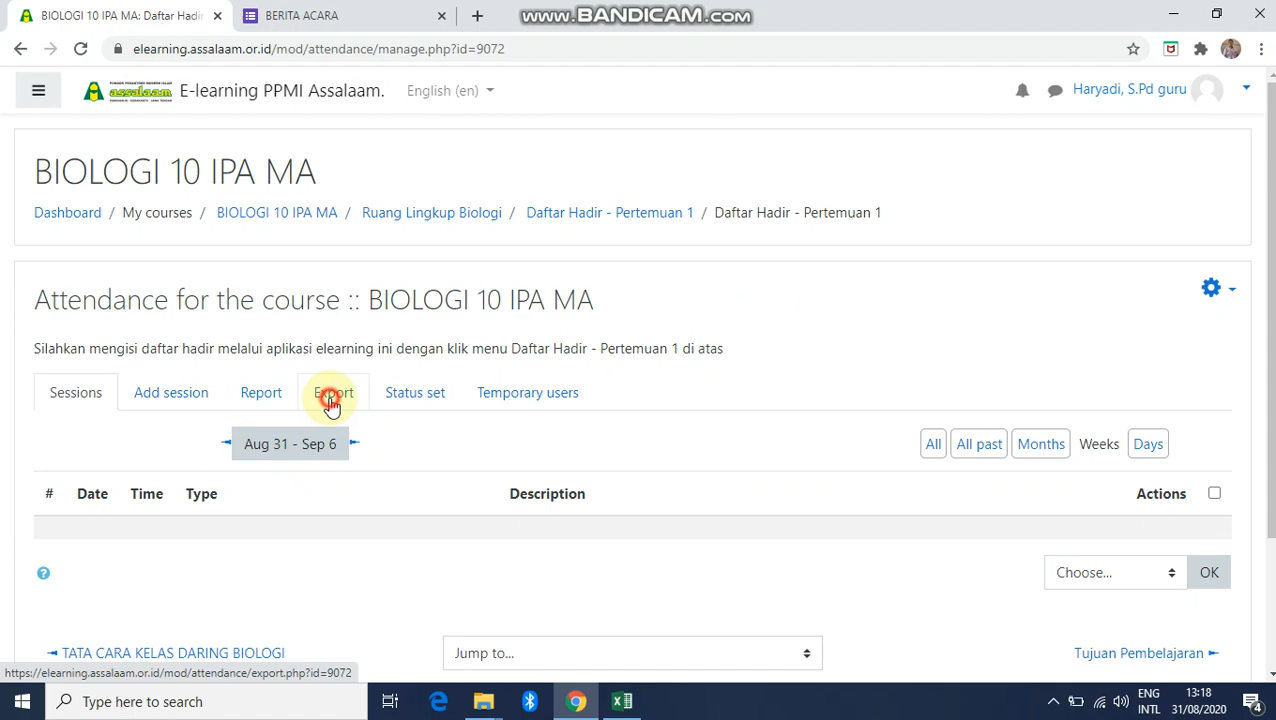 BIOLOGI 10 IPA MA: Daftar Hadir
BERITA ACARA
www.BANDICAM.com
elearning.assalaam.or.id/mod/attendance/manage.php?id=9072
assalaam
E-learning PPMI Assalaam.
English (en)
Haryadi, S.Pd guru
BIOLOGI 10 IPA MA
Dashboard / My courses / BIOLOGI 10 IPA MA / Ruang Lingkup Biologi / Daftar Hadir - Pertemuan 1 / Daftar Hadir - Pertemuan 1
Attendance for the course :: BIOLOGI 10 IPA MA
Silahkan mengisi daftar hadir melalui aplikasi elearning ini dengan klik menu Daftar Hadir - Pertemuan 1 di atas
Sessions Add session Report Export Status set Temporary users
Aug 31 - Sep 6 All All past Months Weeks Days
# Date Time Type Description Actions
Choose... OK
TATA CARA KELAS DARING BIOLOGI Jump to... Tujuan Pembelajaran
https://elearning.assalaam.or.id/mod/attendance/export.php?id=9072
Type here to search
ENG 13:18
INTL 31/08/2020 4